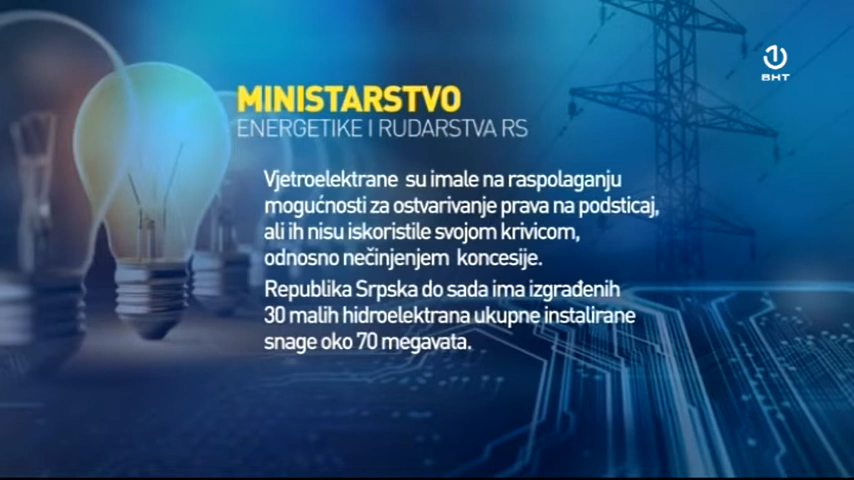 BHT
MINISTARSTVO
ENERGETIKE I RUDARSTVA RS
Vjetroelektrane su imale na raspolaganju
mogućnosti za ostvarivanje prava na podsticaj,
ali ih nisu iskoristile svojom krivicom,
odnosno nečinjenjem koncesije.
Republika Srpska do sada ima izgrađenih
30 malih hidroelektrana ukupne instalirane
snage oko 70 megavata.